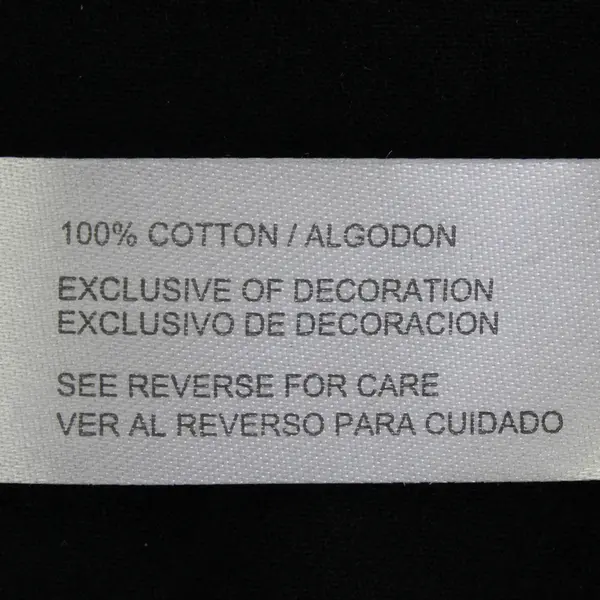 100% COTTON / ALGODON
EXCLUSIVE OF DECORATION
EXCLUSIVO DE DECORACION
SEE REVERSE FOR CARE
VER AL REVERSO PARA CUIDADO